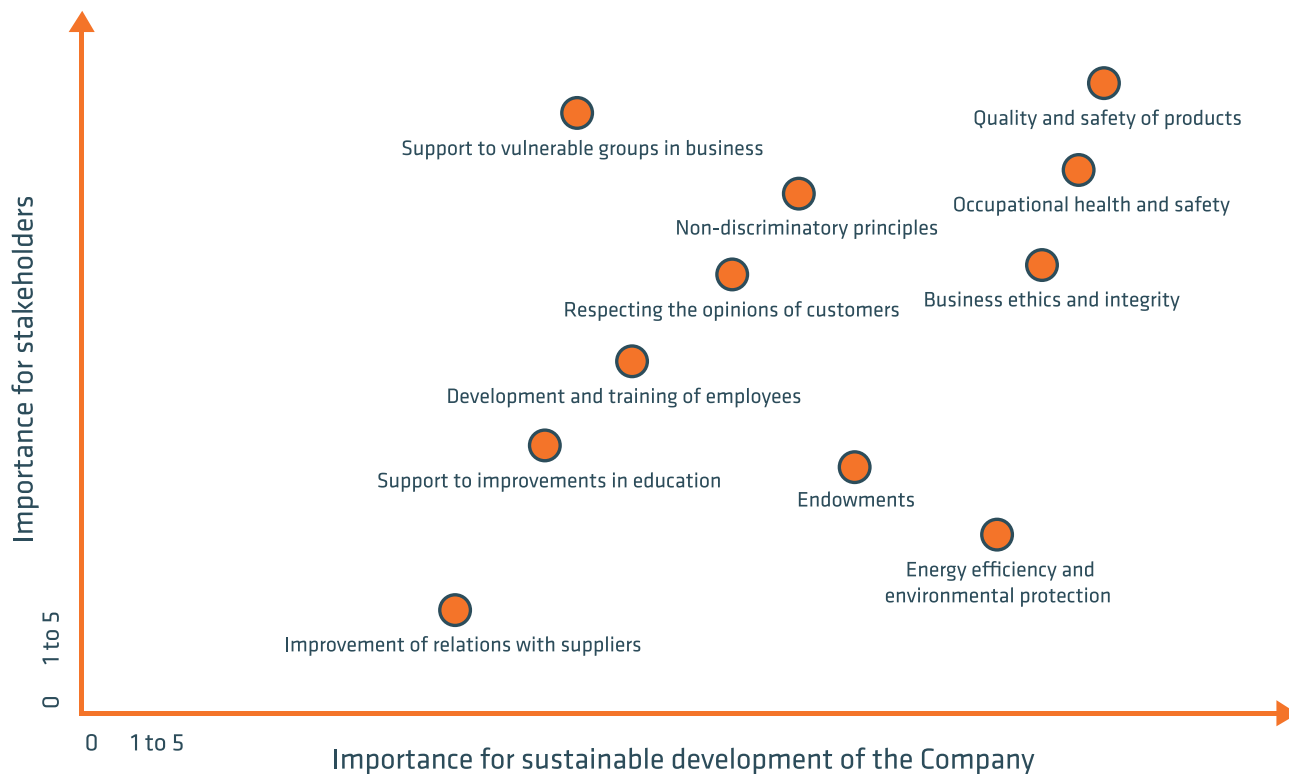 Quality and safety of products
Support to vulnerable groups in business
Occupational health and safety
Non-discriminatory principles
Business ethics and integrity
Respecting the opinions of customers
Development and training of employees
Support to improvements in education
Endowments
Energy efficiency and
environmental protection
Improvement of relations with suppliers
Importance for stakeholders
0 1 to 5
0 1 to 5
Importance for sustainable development of the Company